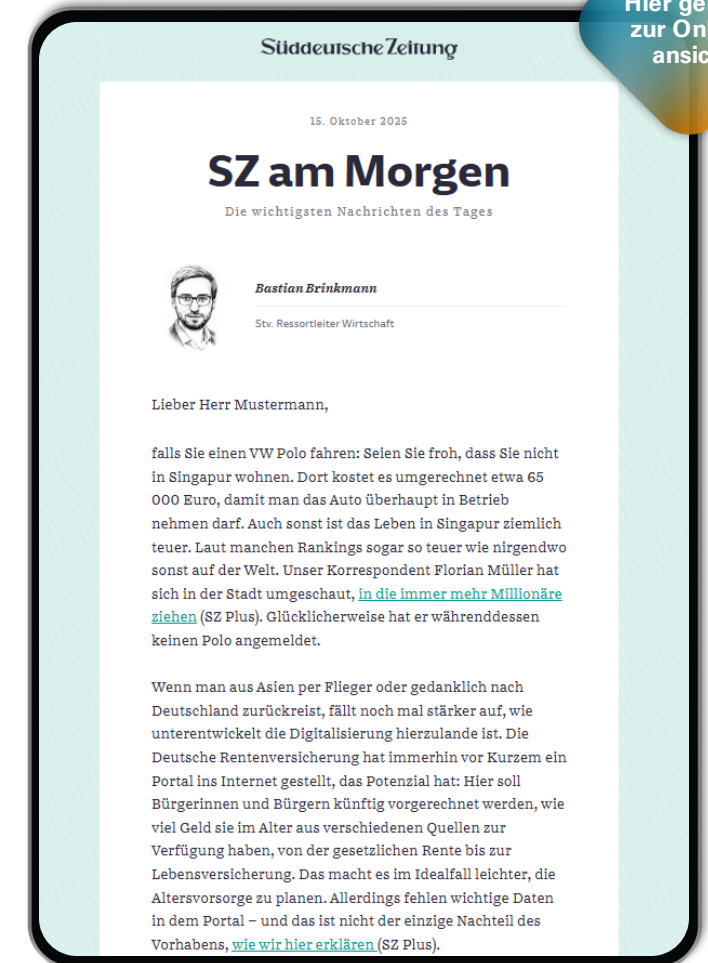 Hier ge
zur On
ansic
Süddeutsche Zeitung
15. Oktober 2025
SZ am Morgen
Die wichtigsten Nachrichten des Tages
Bastian Brinkmann
Stv. Ressortleiter Wirtschaft
Lieber Herr Mustermann,
falls Sie einen VW Polo fahren: Seien Sie froh, dass Sie nicht
in Singapur wohnen. Dort kostet es umgerechnet etwa 65
000 Euro, damit man das Auto überhaupt in Betrieb
nehmen darf. Auch sonst ist das Leben in Singapur ziemlich
teuer. Laut manchen Rankings sogar so teuer wie nirgendwo
sonst auf der Welt. Unser Korrespondent Florian Müller hat
sich in der Stadt umgeschaut, in die immer mehr Millionäre
ziehen (SZ Plus). Glücklicherweise hat er währenddessen
keinen Polo angemeldet.
Wenn man aus Asien per Flieger oder gedanklich nach
Deutschland zurückreist, fällt noch mal stärker auf, wie
unterentwickelt die Digitalisierung hierzulande ist. Die
Deutsche Rentenversicherung hat immerhin vor Kurzem ein
Portal ins Internet gestellt, das Potenzial hat: Hier soll
Bürgerinnen und Bürgern künftig vorgerechnet werden, wie
viel Geld sie im Alter aus verschiedenen Quellen zur
Verfügung haben, von der gesetzlichen Rente bis zur
Lebensversicherung. Das macht es im Idealfall leichter, die
Altersvorsorge zu planen. Allerdings fehlen wichtige Daten
in dem Portal – und das ist nicht der einzige Nachteil des
Vorhabens, wie wir hier erklären (SZ Plus).